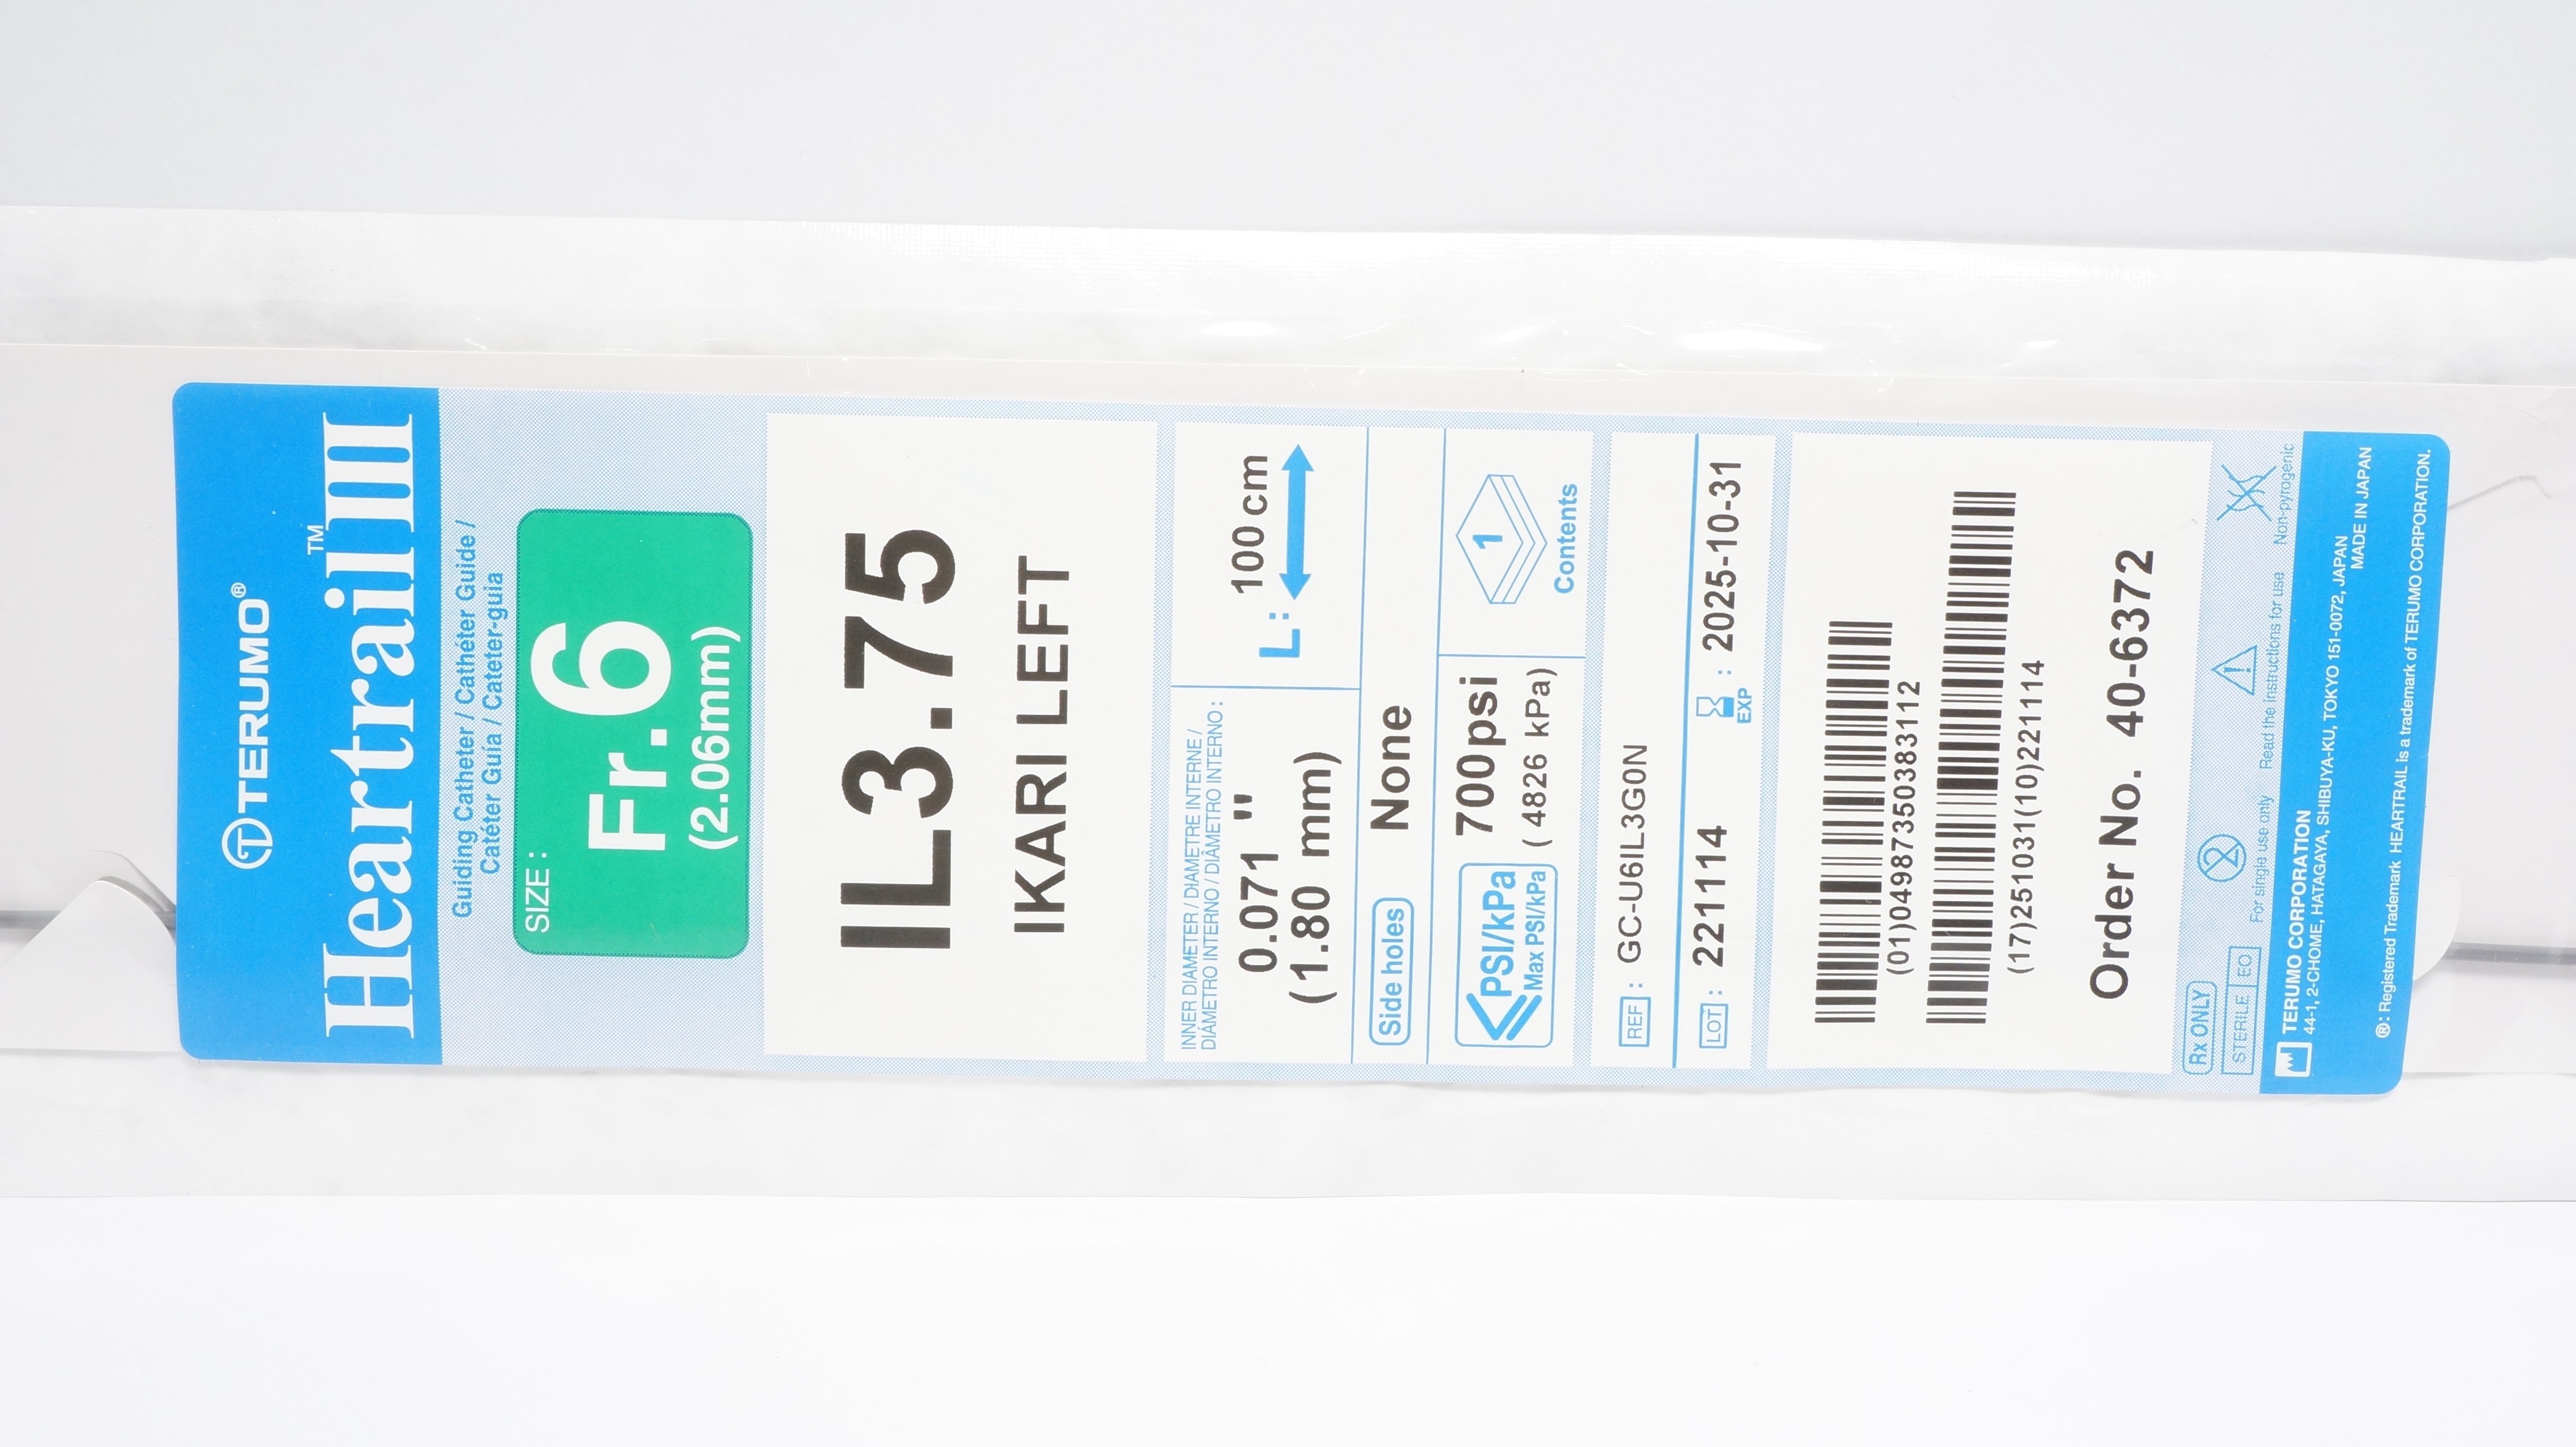 TERUMO®
Heartrail III™
Guiding Catheter / Cathéter Guide /
Catéter Guía / Cateter-guia
SIZE :
Fr.6
(2.06mm)
IL3.75
IKARI LEFT
INNER DIAMETER / DIAMÈTRE INTERNE /
DIÁMETRO INTERNO / DIÂMETRO INTERNO :
0.071 "
(1.80 mm)
L: 100 cm
Side holes None
PSI/kPa
Max PSI/kPa
700psi
( 4826 kPa)
1
Contents
REF : GC-U6IL3G0N
LOT : 221114
EXP : 2025-10-31
(01)04987350383112
(17)251031(10)221114
Order No. 40-6372
Rx ONLY
STERILE EO
2
For single use only
Read the instructions for use
Non-pyrogenic
TERUMO CORPORATION
44-1, 2-CHOME, HATAGAYA, SHIBUYA-KU, TOKYO 151-0072, JAPAN
MADE IN JAPAN
®: Registered Trademark HEARTRAIL is a trademark of TERUMO CORPORATION.